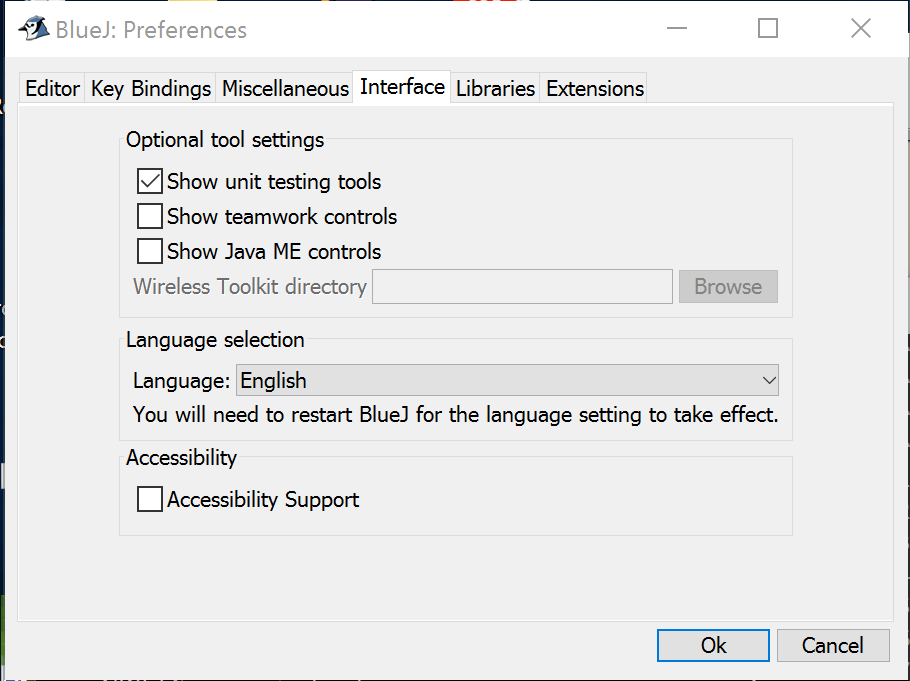 BlueJ: Preferences
Editor Key Bindings Miscellaneous Interface Libraries Extensions
Optional tool settings
Show unit testing tools
Show teamwork controls
Show Java ME controls
Wireless Toolkit directory Browse
Language selection
Language: English
You will need to restart BlueJ for the language setting to take effect.
Accessibility
Accessibility Support
Ok Cancel